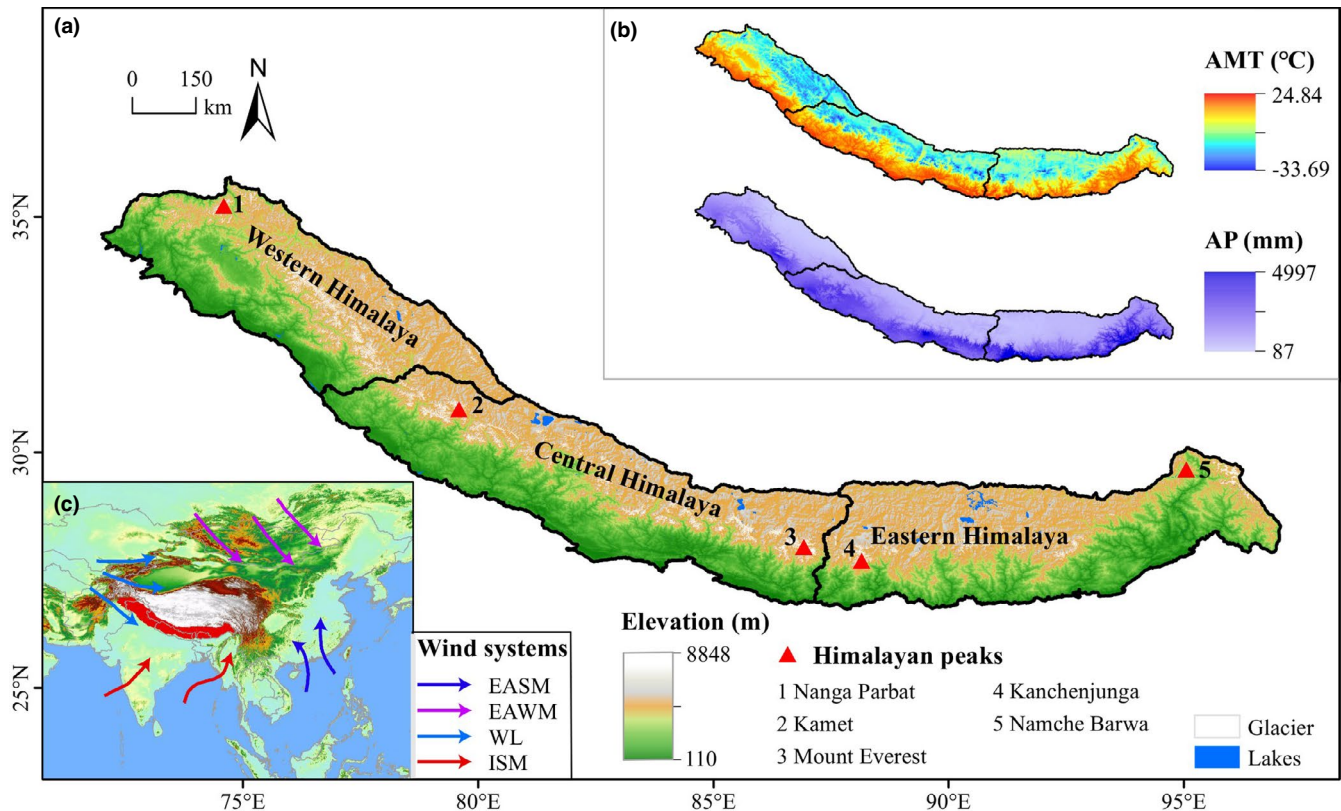 (a)
N
0 150
km
(b)
AMT (℃)
24.84
-33.69
AP (mm)
4997
87
35°N
30°N
25°N
1
Western Himalaya
2
Central Himalaya
3
4
Eastern Himalaya
5
(c)
Wind systems
EASM
EAWM
WL
ISM
Elevation (m)
8848
110
Himalayan peaks
1 Nanga Parbat
2 Kamet
3 Mount Everest
4 Kanchenjunga
5 Namche Barwa
Glacier
Lakes
75°E 80°E 85°E 90°E 95°E